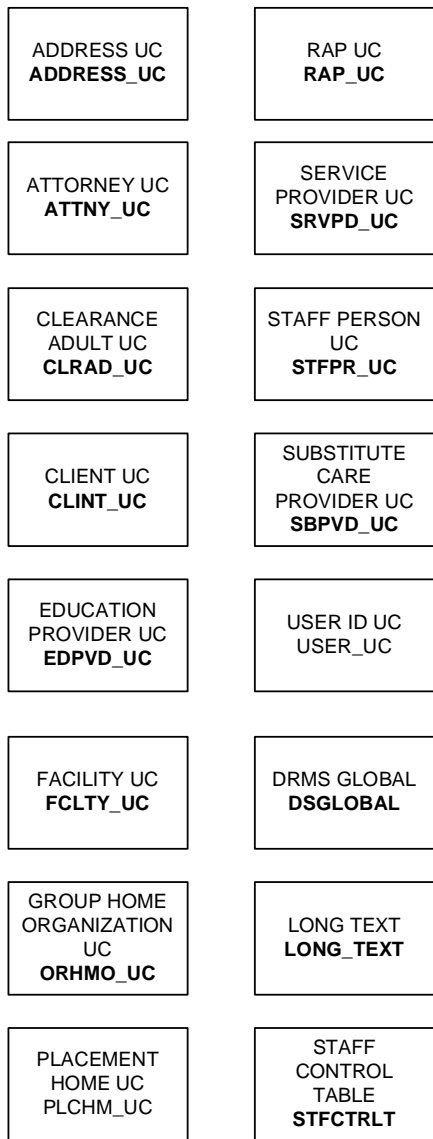 ADDRESS UC
ADDRESS_UC
RAP UC
RAP_UC
ATTORNEY UC
ATTNY_UC
SERVICE
PROVIDER UC
SRVPD_UC
CLEARANCE
ADULT UC
CLRAD_UC
STAFF PERSON
UC
STFPR_UC
CLIENT UC
CLINT_UC
SUBSTITUTE
CARE
PROVIDER UC
SBPVD_UC
EDUCATION
PROVIDER UC
EDPVD_UC
USER ID UC
USER_UC
FACILITY UC
FCLTY_UC
DRMS GLOBAL
DSGLOBAL
GROUP HOME
ORGANIZATION
UC
ORHMO_UC
LONG TEXT
LONG_TEXT
PLACEMENT
HOME UC
PLCHM_UC
STAFF
CONTROL
TABLE
STFCTRLT